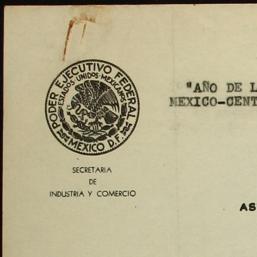 PODER EJECUTIVO FEDERAL
ESTADOS UNIDOS MEXICANOS
MEXICO D.F.
SECRETARIA
DE
INDUSTRIA Y COMERCIO
"AÑO DE L
MEXICO-CENT
AS